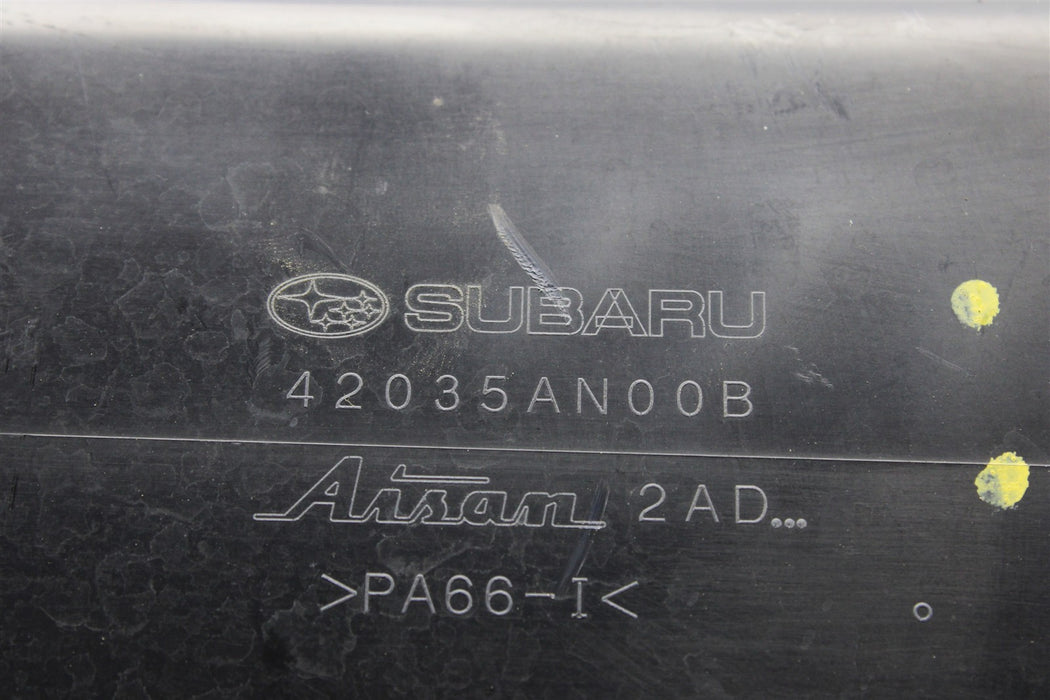 SUBARU
42035AN00B
Aisan 2AD...
>PA66-I<